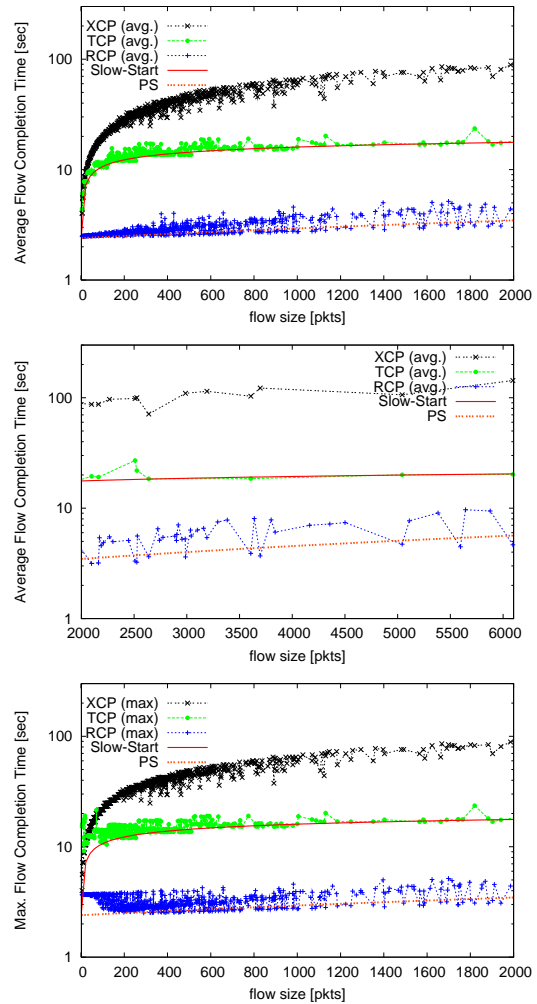 Average Flow Completion Time [sec]
100
10
1
XCP (avg.)
TCP (avg.)
RCP (avg.)
Slow-Start
PS
0 200 400 600 800 1000 1200 1400 1600 1800 2000
flow size [pkts]
Average Flow Completion Time [sec]
100
10
1
XCP (avg.)
TCP (avg.)
RCP (avg.)
Slow-Start
PS
2000 2500 3000 3500 4000 4500 5000 5500 6000
flow size [pkts]
Max. Flow Completion Time [sec]
100
10
1
XCP (max)
TCP (max)
RCP (max)
Slow-Start
PS
0 200 400 600 800 1000 1200 1400 1600 1800 2000
flow size [pkts]